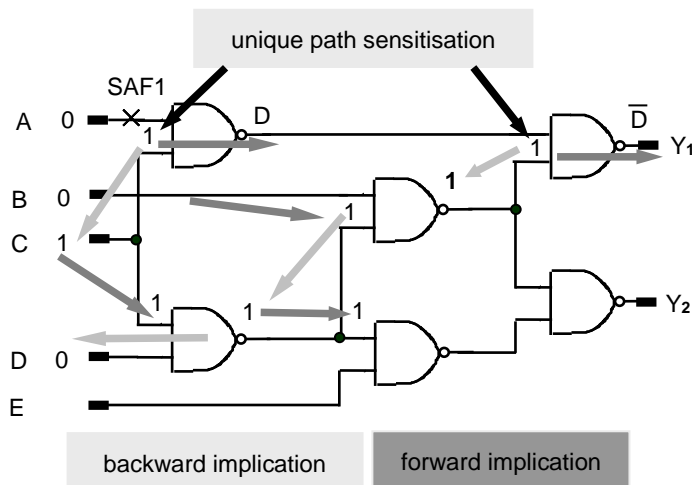 unique path sensitisation
SAF1
A 0
1
D
1
D̅
Y₁
B 0
1
1
C 1
1
1
1
D 0
Y₂
E
backward implication
forward implication